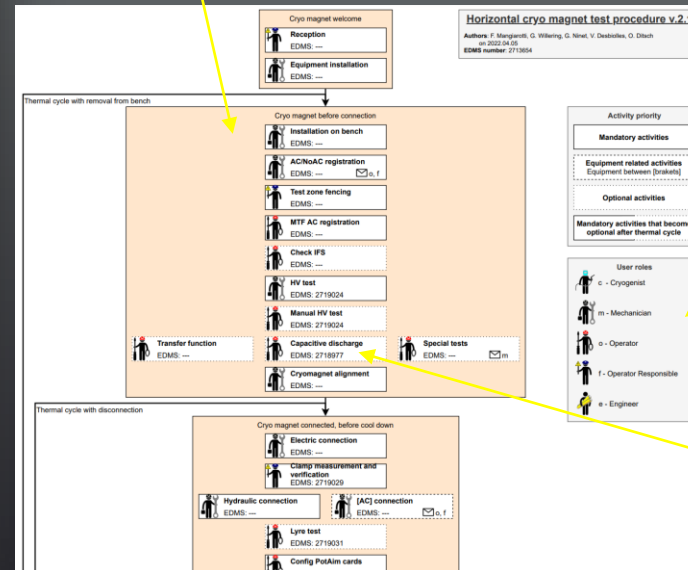 Cryo magnet welcome
Reception
EDMS: ---
Equipment installation
EDMS: ---
Horizontal cryo magnet test procedure v.2.
Authors: F. Mangiarotti, G. Willering, G. Ninet, V. Desbiolles, O. Ditsch
on 2022.04.05
EDMS number: 2713654
Thermal cycle with removal from bench
Cryo magnet before connection
Installation on bench
EDMS: ---
AC/NoAC registration
EDMS: --- o, f
Test zone fencing
EDMS: ---
MTF AC registration
EDMS: ---
Check IFS
EDMS: ---
HV test
EDMS: 2719024
Manual HV test
EDMS: 2719024
Transfer function
EDMS: ---
Capacitive discharge
EDMS: 2718977
Special tests
EDMS: --- m
Cryomagnet alignment
EDMS: ---
Activity priority
Mandatory activities
Equipment related activities
Equipment between [brakets]
Optional activities
Mandatory activities that become
optional after thermal cycle
User roles
c - Cryogenist
m - Mechanician
o - Operator
f - Operator Responsible
e - Engineer
Thermal cycle with disconnection
Cryo magnet connected, before cool down
Electric connection
EDMS: ---
Clamp measurement and
verification
EDMS: 2719029
Hydraulic connection
EDMS: ---
[AC] connection
EDMS: --- o, f
Lyre test
EDMS: 2719031
Config PotAim cards